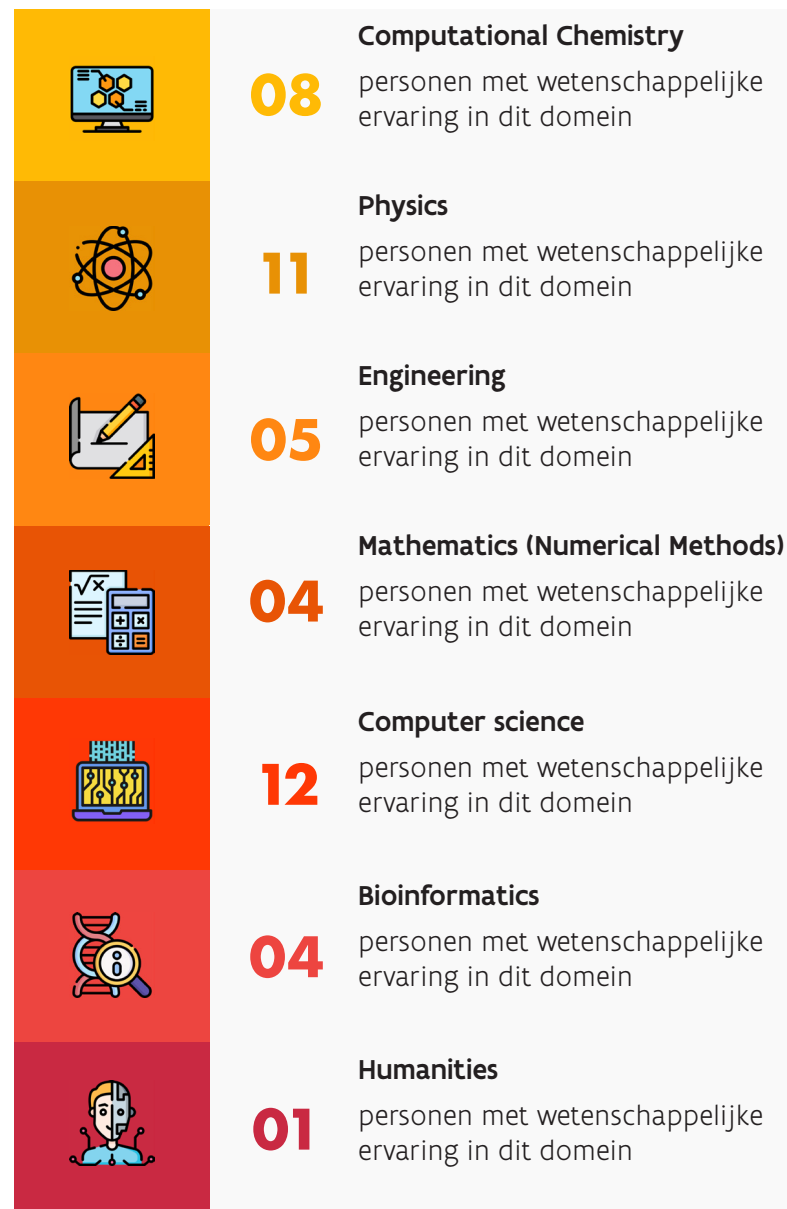 Computational Chemistry
08
personen met wetenschappelijke
ervaring in dit domein
Physics
11
personen met wetenschappelijke
ervaring in dit domein
Engineering
05
personen met wetenschappelijke
ervaring in dit domein
Mathematics (Numerical Methods)
04
personen met wetenschappelijke
ervaring in dit domein
√x
Computer science
12
personen met wetenschappelijke
ervaring in dit domein
Bioinformatics
04
personen met wetenschappelijke
ervaring in dit domein
i
Humanities
01
personen met wetenschappelijke
ervaring in dit domein